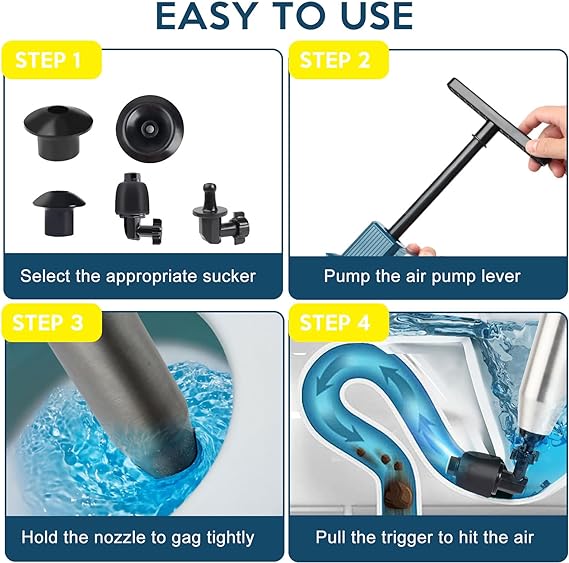 EASY TO USE
STEP 1
Select the appropriate sucker
STEP 2
Pump the air pump lever
STEP 3
Hold the nozzle to gag tightly
STEP 4
Pull the trigger to hit the air